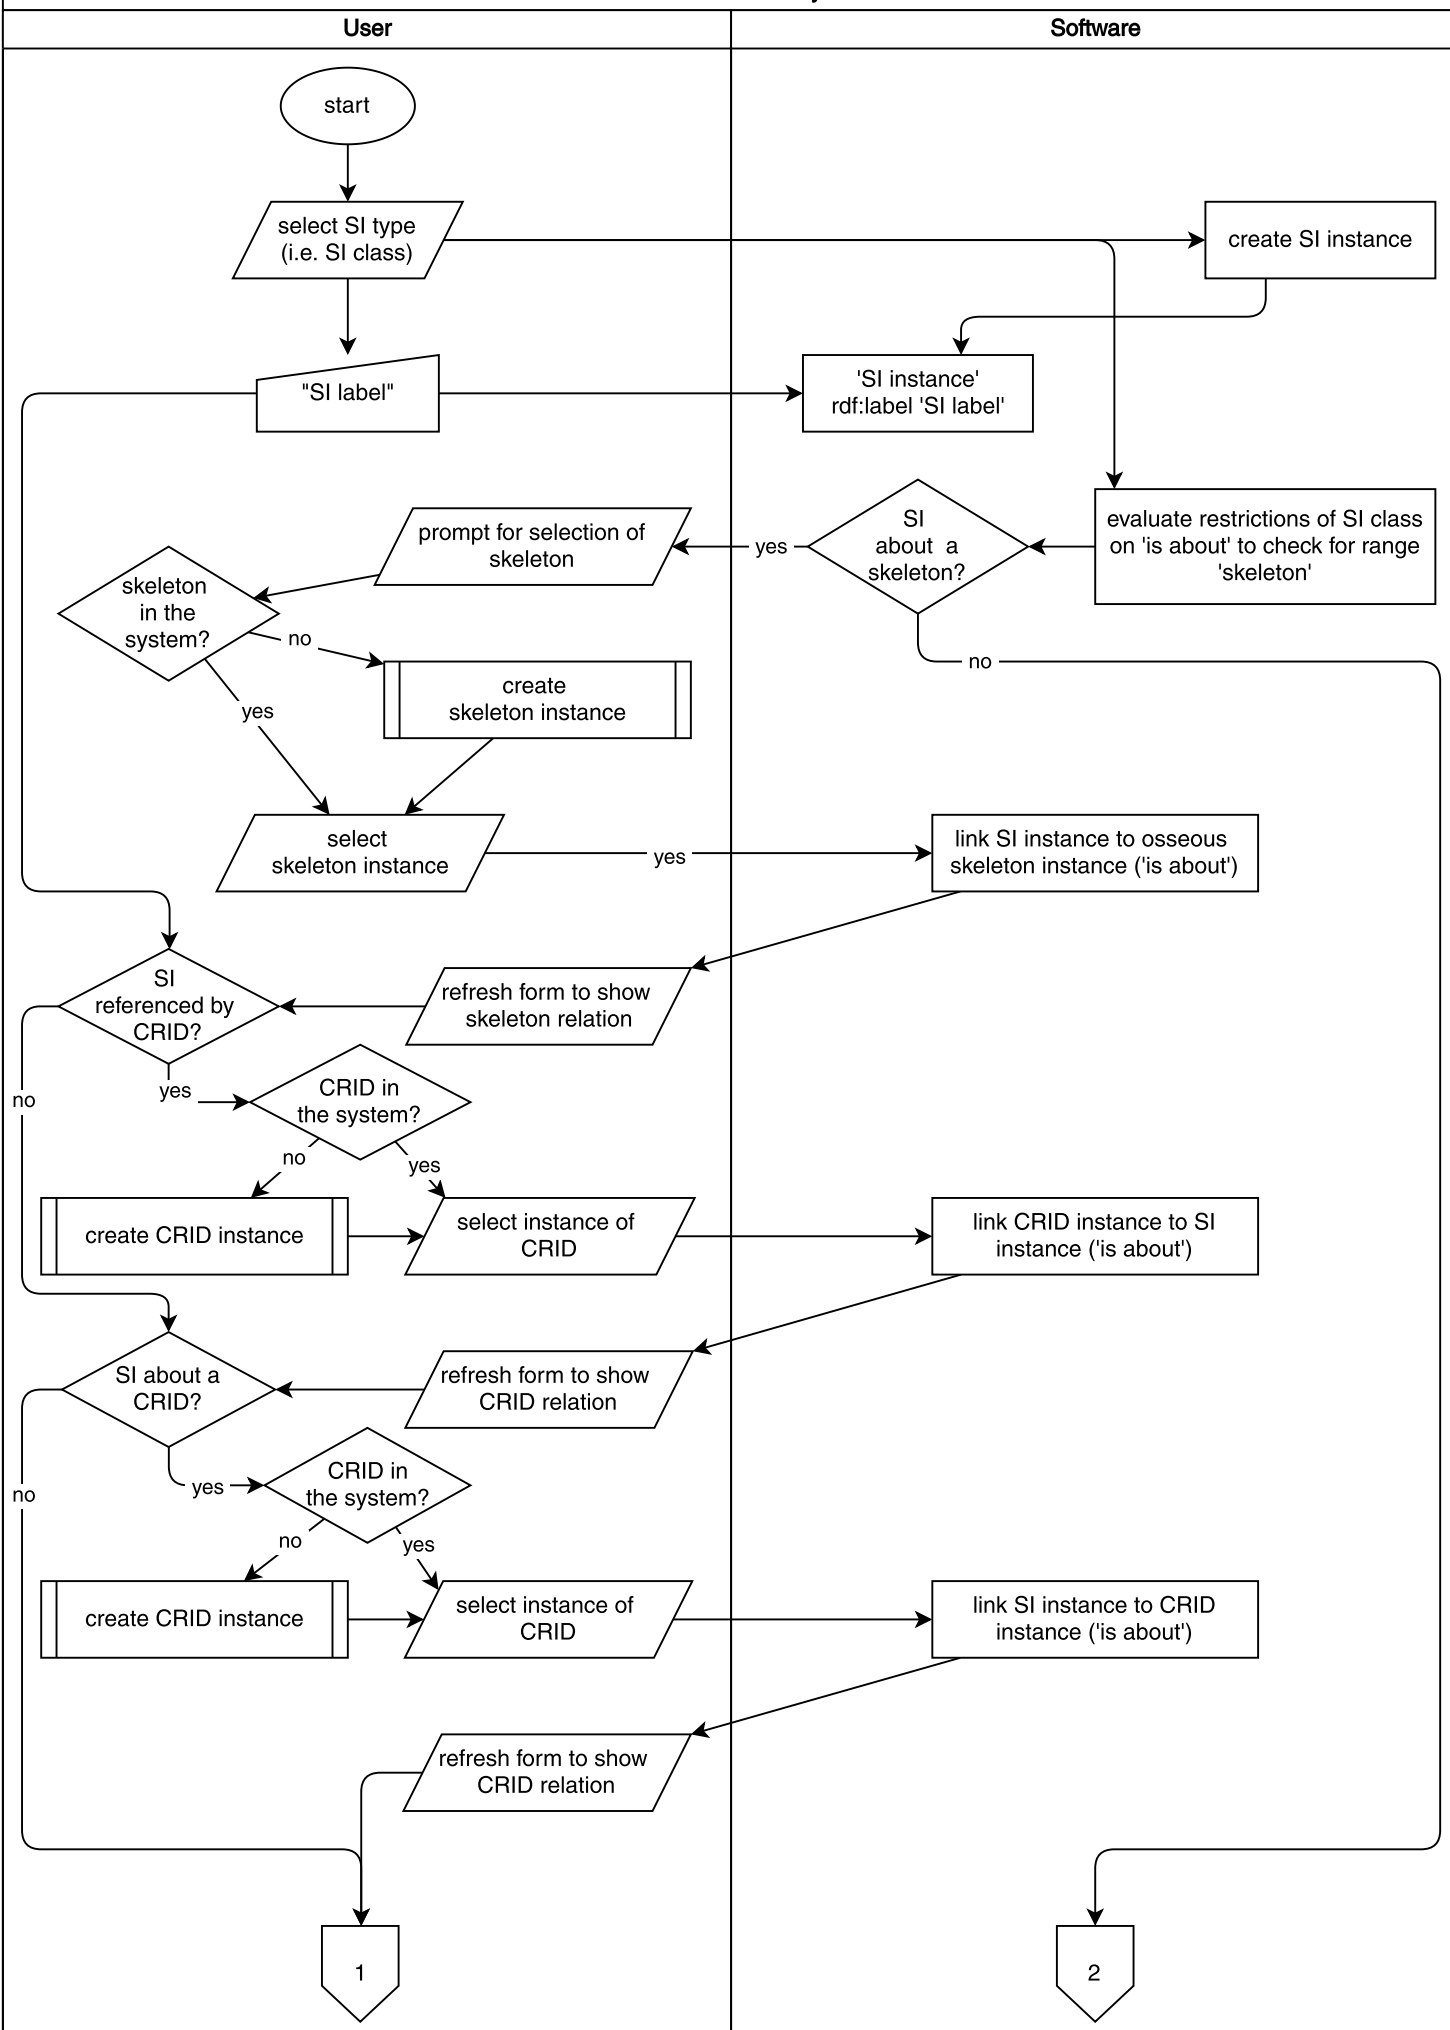 User
Software
start
select SI type
(i.e. SI class)
create SI instance
"SI label"
'SI instance'
rdf:label 'SI label'
prompt for selection of
skeleton
yes
SI
about a
skeleton?
evaluate restrictions of SI class
on 'is about' to check for range
'skeleton'
skeleton
in the
system?
no
no
create
skeleton instance
yes
select
skeleton instance
yes
link SI instance to osseous
skeleton instance ('is about')
SI
referenced by
CRID?
refresh form to show
skeleton relation
no
yes
CRID in
the system?
no
yes
create CRID instance
select instance of
CRID
link CRID instance to SI
instance ('is about')
SI about a
CRID?
refresh form to show
CRID relation
no
yes
CRID in
the system?
no
yes
create CRID instance
select instance of
CRID
link SI instance to CRID
instance ('is about')
refresh form to show
CRID relation
1
2